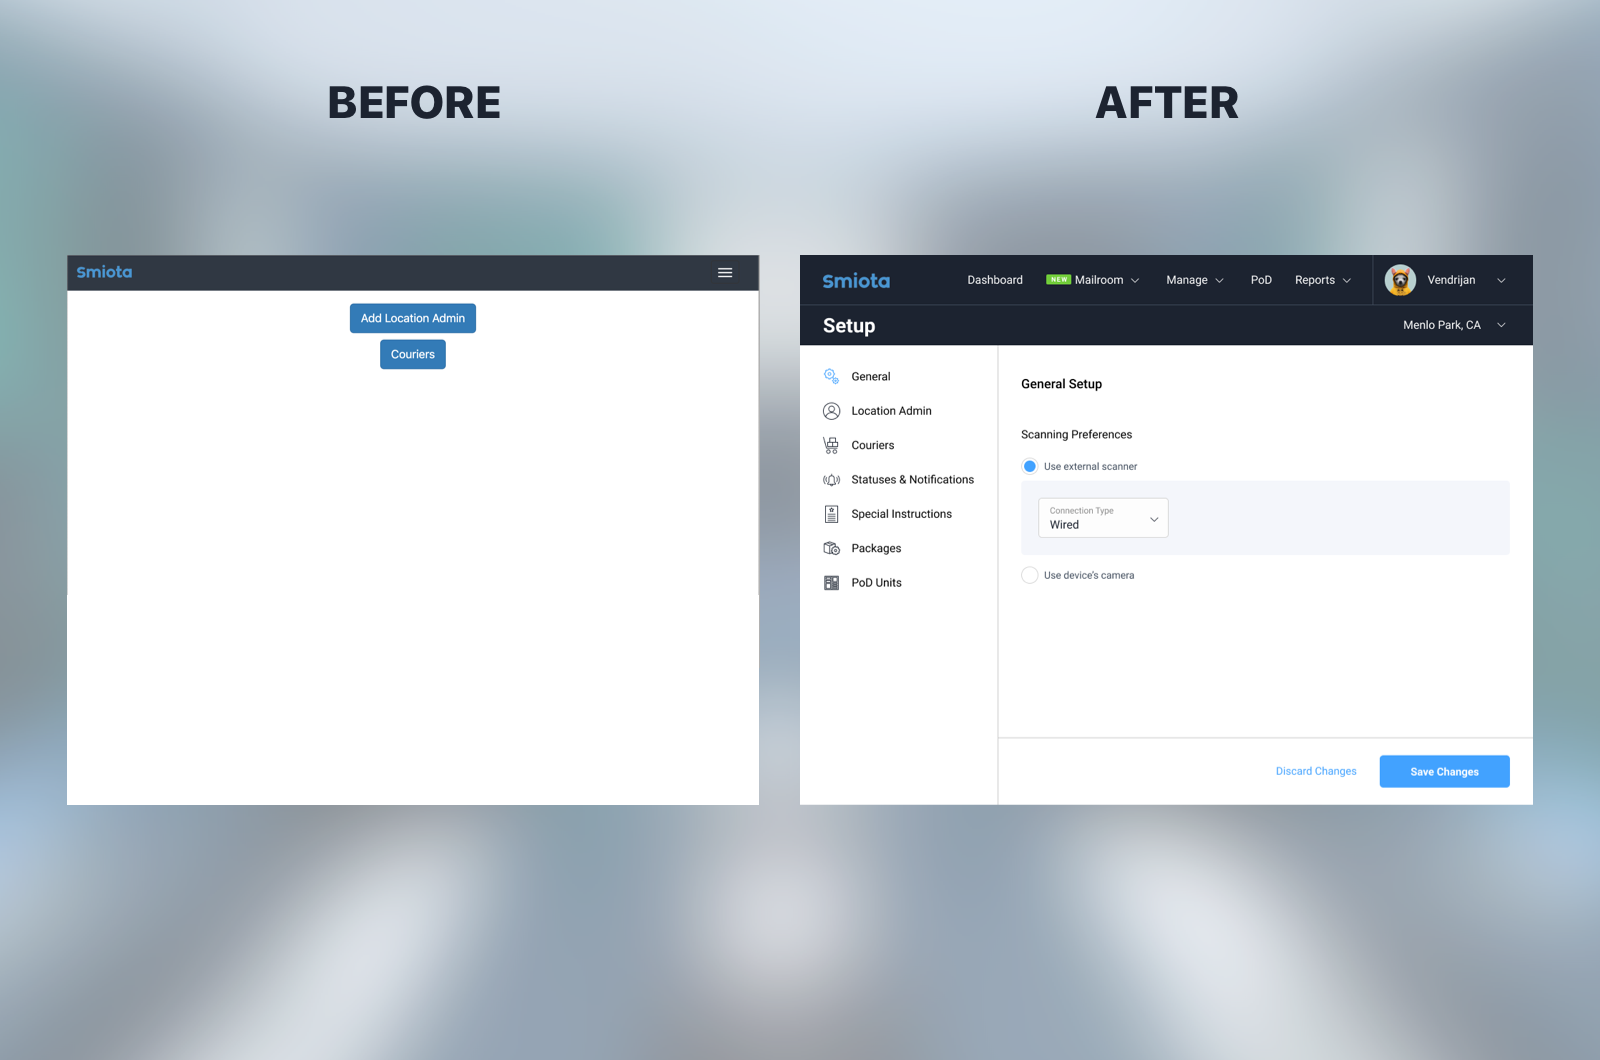 BEFORE
AFTER
Smiota
Add Location Admin
Couriers
Smiota
Dashboard
NEW Mailroom
Manage
PoD
Reports
Vendrijan
Setup
Menlo Park, CA
General
Location Admin
Couriers
Statuses & Notifications
Special Instructions
Packages
PoD Units
General Setup
Scanning Preferences
Use external scanner
Connection Type
Wired
Use device's camera
Discard Changes
Save Changes